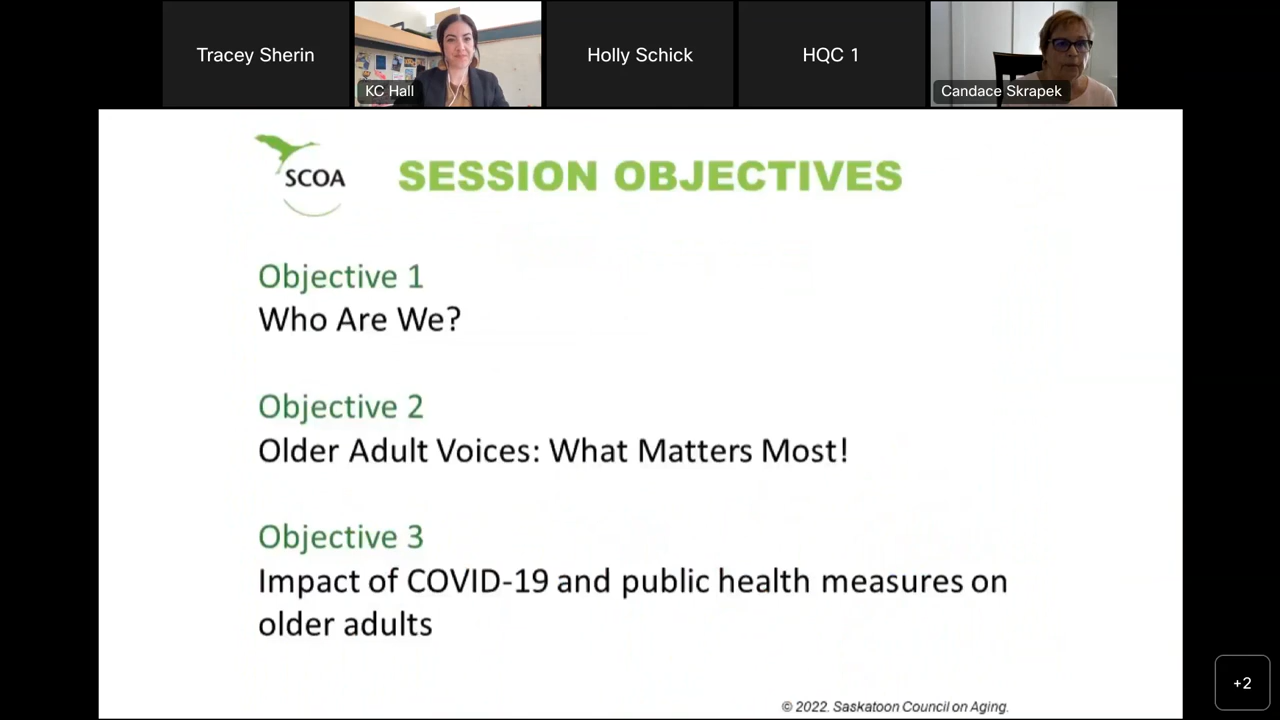 Tracey Sherin
KC Hall
Holly Schick
HQC 1
Candace Skrapek
SCOA
SESSION OBJECTIVES
Objective 1
Who Are We?
Objective 2
Older Adult Voices: What Matters Most!
Objective 3
Impact of COVID-19 and public health measures on
older adults
+2
© 2022. Saskatoon Council on Aging.